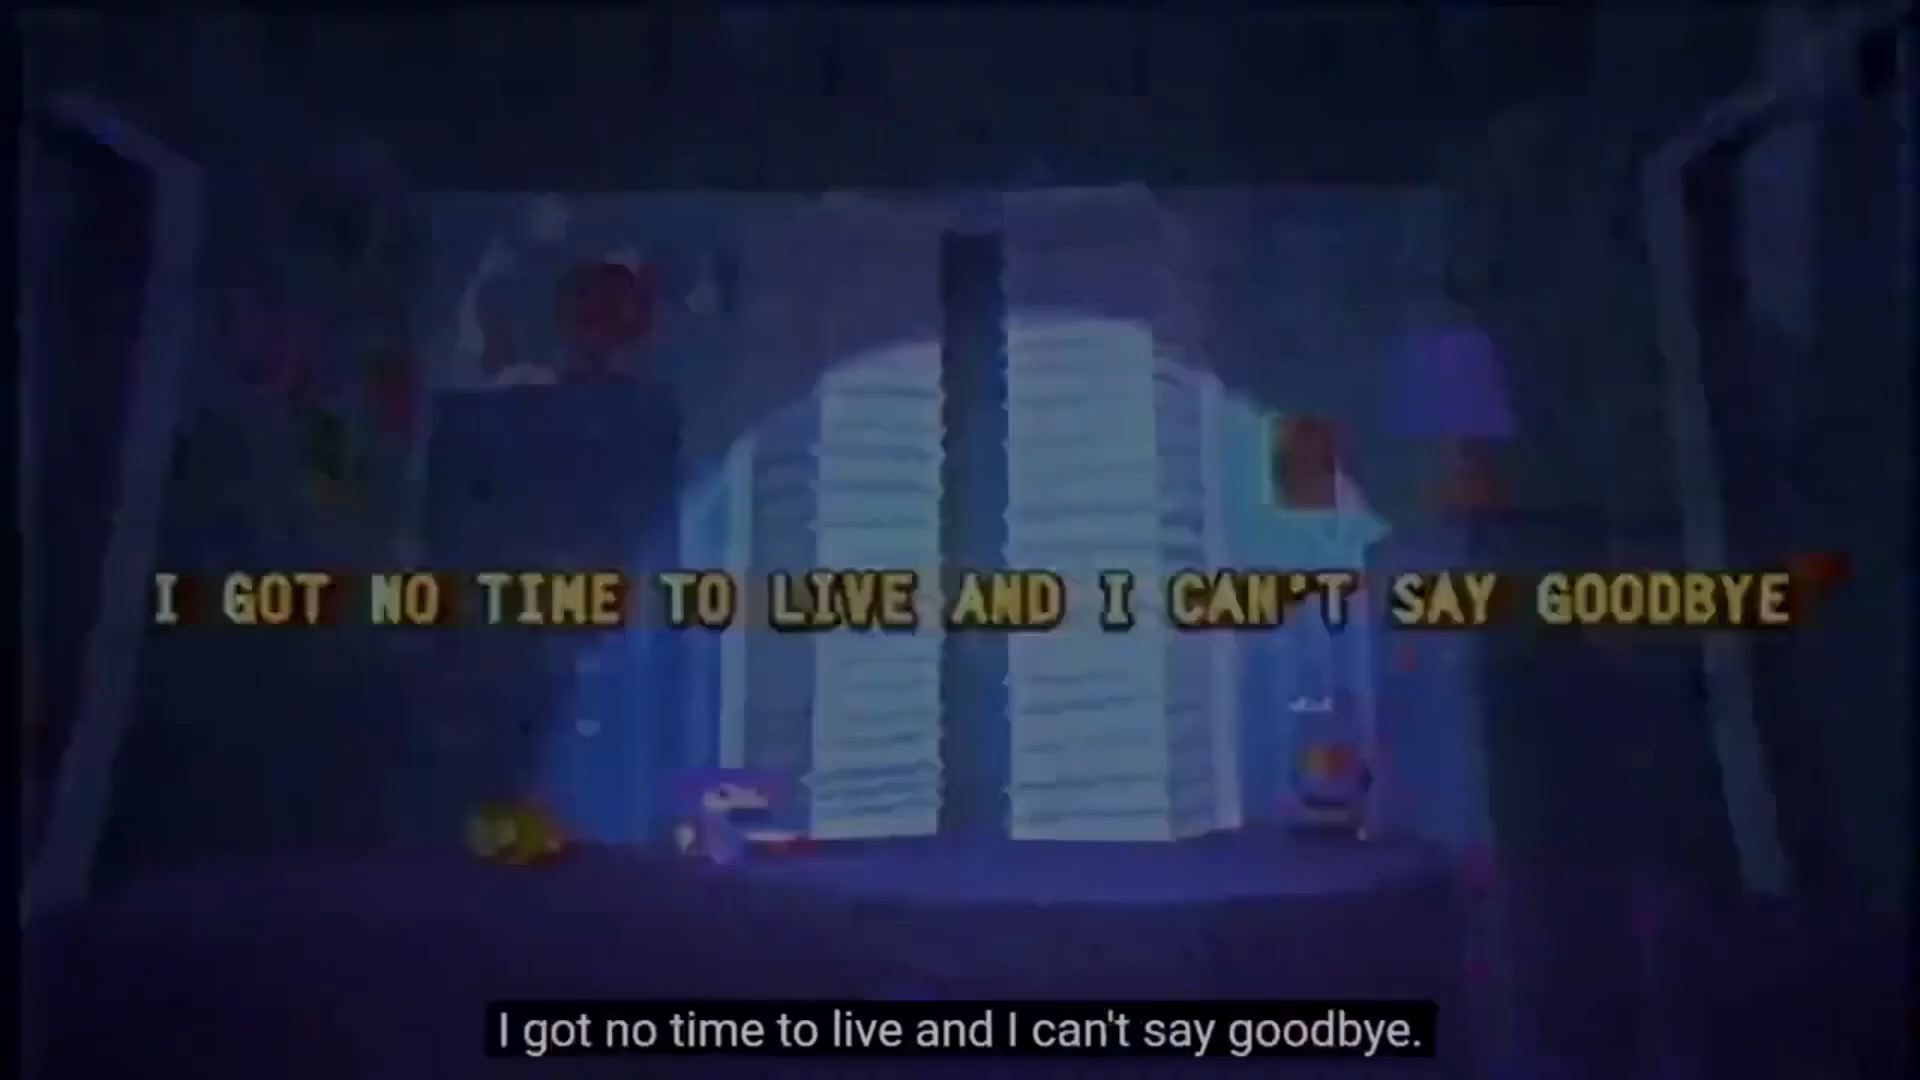 I GOT NO TIME TO LIVE AND I CAN'T SAY GOODBYE
I got no time to live and I can't say goodbye.